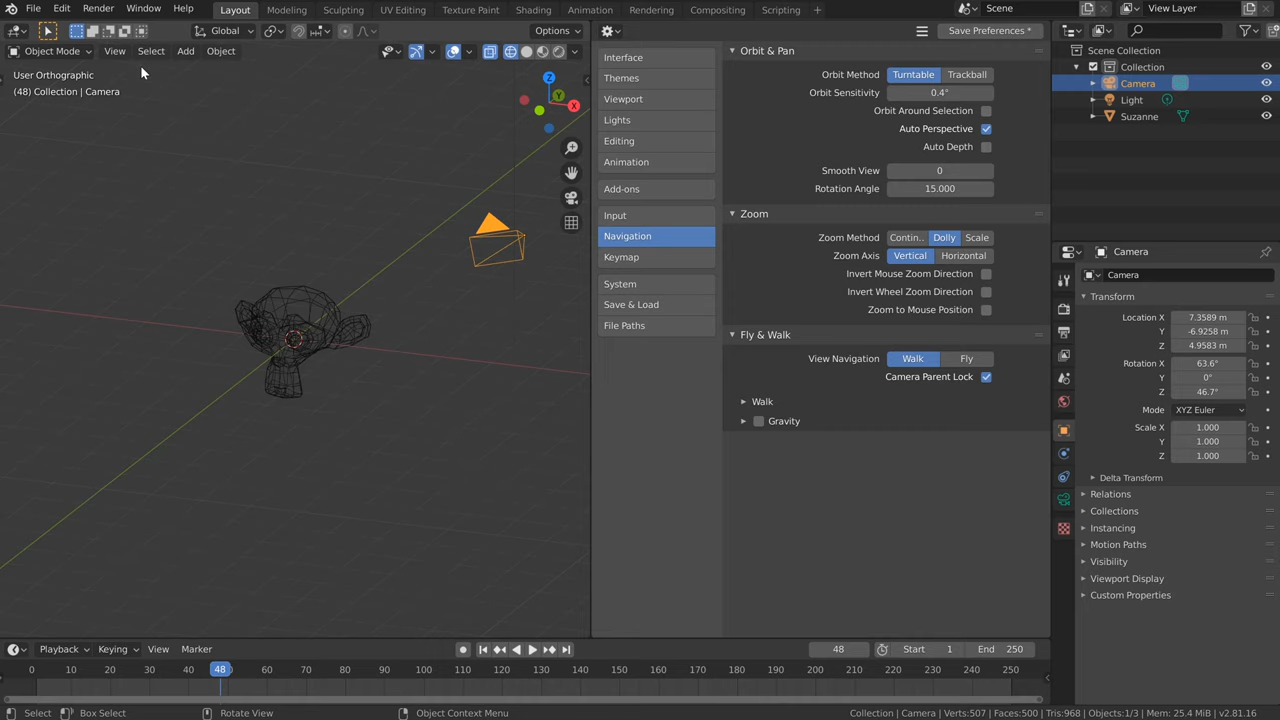 File Edit Render Window Help Layout Modeling Sculpting UV Editing Texture Paint Shading Animation Rendering Compositing Scripting Scene View Layer
Global Options Save Preferences *
Object Mode View Select Add Object
User Orthographic
(48) Collection | Camera
Z
Y
X
Interface
Themes
Viewport
Lights
Editing
Animation
Add-ons
Input
Navigation
Keymap
System
Save & Load
File Paths
Orbit & Pan
Orbit Method Turntable Trackball
Orbit Sensitivity 0.4°
Orbit Around Selection
Auto Perspective
Auto Depth
Smooth View 0
Rotation Angle 15.000
Zoom
Zoom Method Contin.. Dolly Scale
Zoom Axis Vertical Horizontal
Invert Mouse Zoom Direction
Invert Wheel Zoom Direction
Zoom to Mouse Position
Fly & Walk
View Navigation Walk Fly
Camera Parent Lock
Walk
Gravity
Scene Collection
Collection
Camera
Light
Suzanne
Camera
Camera
Transform
Location X 7.3589 m
Y -6.9258 m
Z 4.9583 m
Rotation X 63.6°
Y 0°
Z 46.7°
Mode XYZ Euler
Scale X 1.000
Y 1.000
Z 1.000
Delta Transform
Relations
Collections
Instancing
Motion Paths
Visibility
Viewport Display
Custom Properties
Playback Keying View Marker 48 Start 1 End 250
0 20 40 48 60 70 80 90 100 110 120 130 140 150 160 170 180 190 200 210 220 230 240 250
Select Box Select Rotate View Object Context Menu Collection | Camera | Verts:507 | Faces:500 | Tris:968 | Objects:1/3 | Mem: 25.4 MiB | v2.81.16